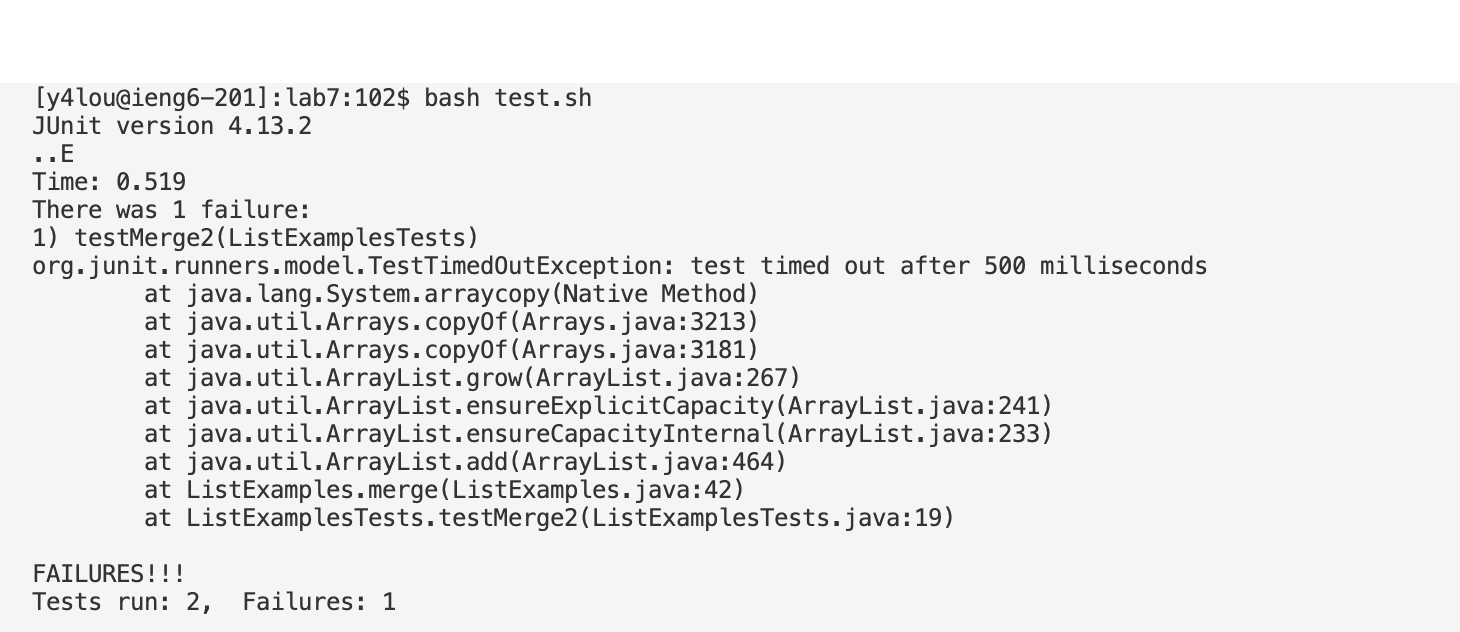 [y4lou@ieng6-201]:lab7:102$ bash test.sh
JUnit version 4.13.2
..E
Time: 0.519
There was 1 failure:
1) testMerge2(ListExamplesTests)
org.junit.runners.model.TestTimedOutException: test timed out after 500 milliseconds
        at java.lang.System.arraycopy(Native Method)
        at java.util.Arrays.copyOf(Arrays.java:3213)
        at java.util.Arrays.copyOf(Arrays.java:3181)
        at java.util.ArrayList.grow(ArrayList.java:267)
        at java.util.ArrayList.ensureExplicitCapacity(ArrayList.java:241)
        at java.util.ArrayList.ensureCapacityInternal(ArrayList.java:233)
        at java.util.ArrayList.add(ArrayList.java:464)
        at ListExamples.merge(ListExamples.java:42)
        at ListExamplesTests.testMerge2(ListExamplesTests.java:19)

FAILURES!!!
Tests run: 2,  Failures: 1